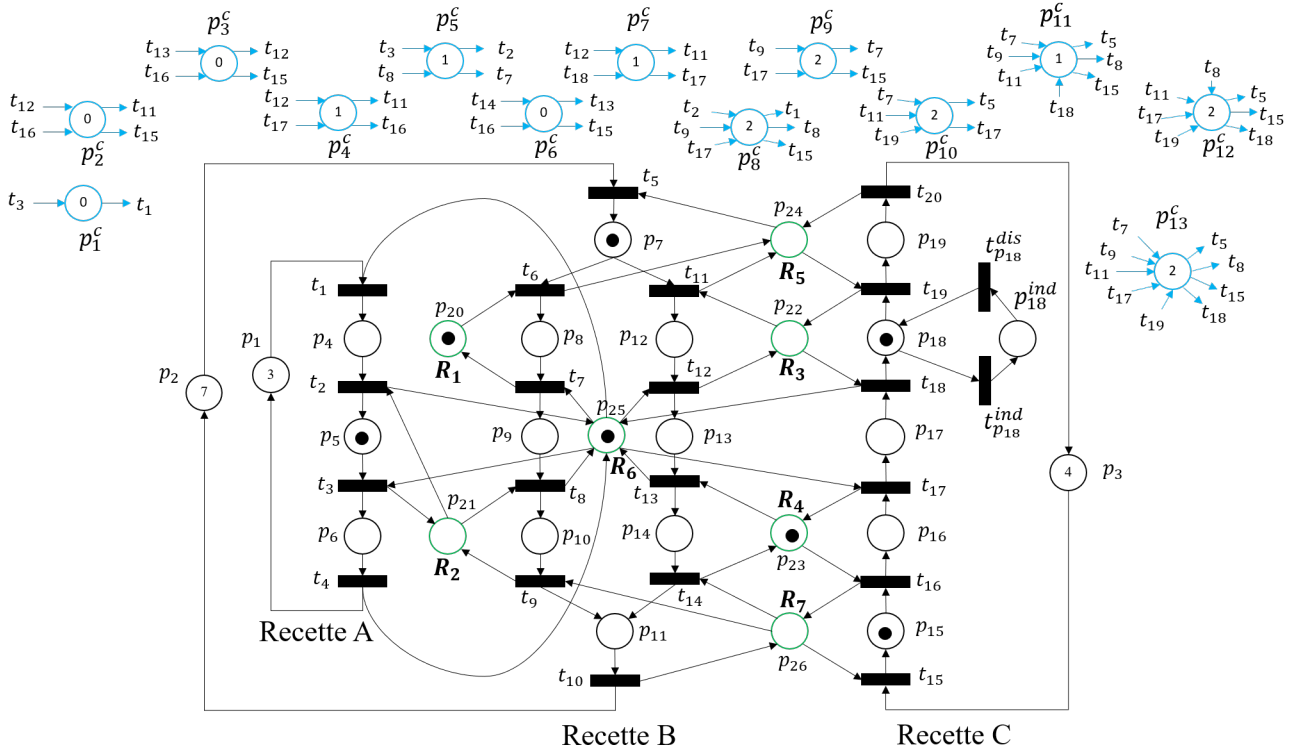 p_3^c p_5^c p_7^c p_9^c p_11^c
t_13 0 t_12 t_3 1 t_2 t_12 1 t_11 t_9 2 t_7 t_7 1 t_5
t_16 t_15 t_8 t_7 t_18 t_17 t_17 t_15 t_9 t_8
t_11 t_15
t_18
t_12 0 t_11 t_12 1 t_11 t_14 0 t_13 t_2 2 t_1 t_7 2 t_5 t_8
t_16 t_15 t_17 t_16 t_16 t_15 t_9 t_8 t_11 t_11 2 t_5
t_17 t_15 t_19 t_17 t_17 t_15
t_19 t_18
p_2^c p_4^c p_6^c p_8^c p_10^c p_12^c
t_3 0 t_1
p_1^c
p_13^c
t_7 t_5
t_9 2 t_8
t_11 t_15
t_17 t_18
t_19
t_5 t_20
p_24
p_7 p_19 t_{p_18}^{dis}
R_5
t_1 t_6 t_11 t_19 p_18^{ind}
p_20 p_22
p_4 p_8 p_12 p_18
p_1 3 R_1 R_3
p_2 7 t_2 t_7 t_12 t_18 t_{p_18}^{ind}
p_25
p_5 p_9 p_13 p_17
R_6 4 p_3
t_3 t_8 t_13 t_17
p_21 R_4
p_6 p_10 p_14 p_16
R_2 p_23
t_4 t_9 t_14 t_16
R_7
Recette A p_11 p_15
p_26
t_10 t_15
Recette B Recette C